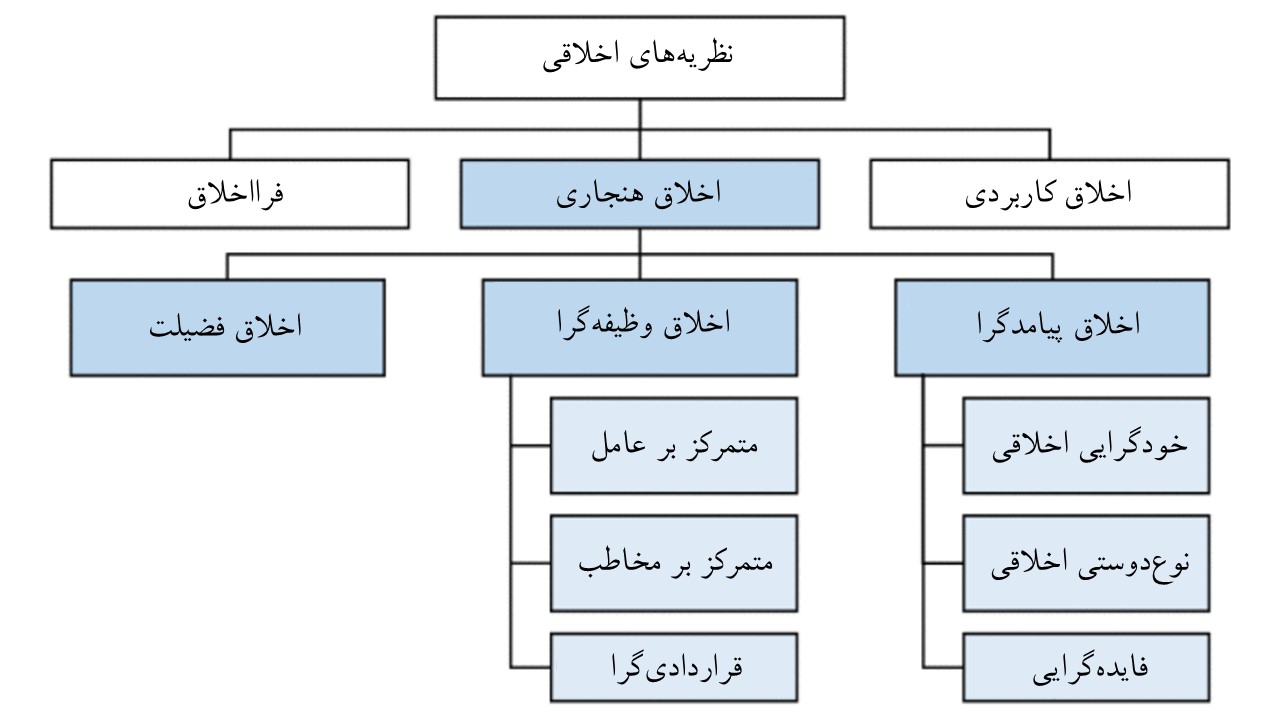 نظریه‌های اخلاقی
اخلاق کاربردی
اخلاق هنجاری
فرااخلاق
اخلاق پیامدگرا
اخلاق وظیفه‌گرا
اخلاق فضیلت
خودگرایی اخلاقی
متمرکز بر عامل
نوع‌دوستی اخلاقی
متمرکز بر مخاطب
فایده‌گرایی
قراردادی‌گرا